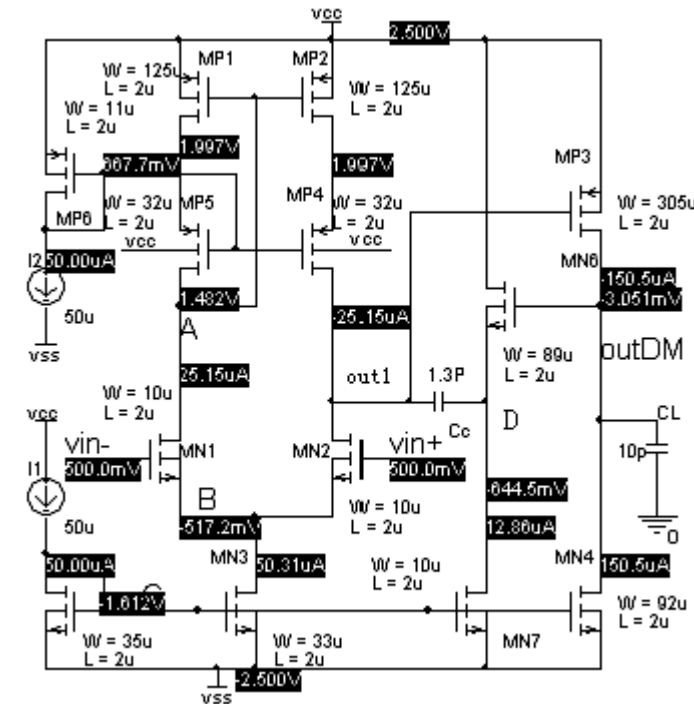 vcc
2.500V
MP1
MP2
W = 125u
L = 2u
W = 125u
L = 2u
W = 11u
L = 2u
1.997V
1.997V
667.7mV
MP3
W = 32u
L = 2u
MP5
MP4
W = 32u
L = 2u
W = 305u
L = 2u
MP6
vcc
vcc
MN6
I2
50.00uA
-150.5uA
-3.051mV
1.482V
-25.15uA
50u
A
vss
W = 89u
L = 2u
outDM
25.15uA
out1
1.3P
W = 10u
L = 2u
Cc
D
CL
vcc
vin-
MN1
MN2
vin+
10p
500.0mV
500.0mV
I1
B
-644.5mV
50u
W = 10u
L = 2u
0
-517.2mV
12.86uA
MN3
W = 10u
L = 2u
MN4
50.00uA
50.31uA
150.5uA
-1.612V
W = 92u
L = 2u
W = 35u
L = 2u
W = 33u
L = 2u
MN7
vss
-2.500V